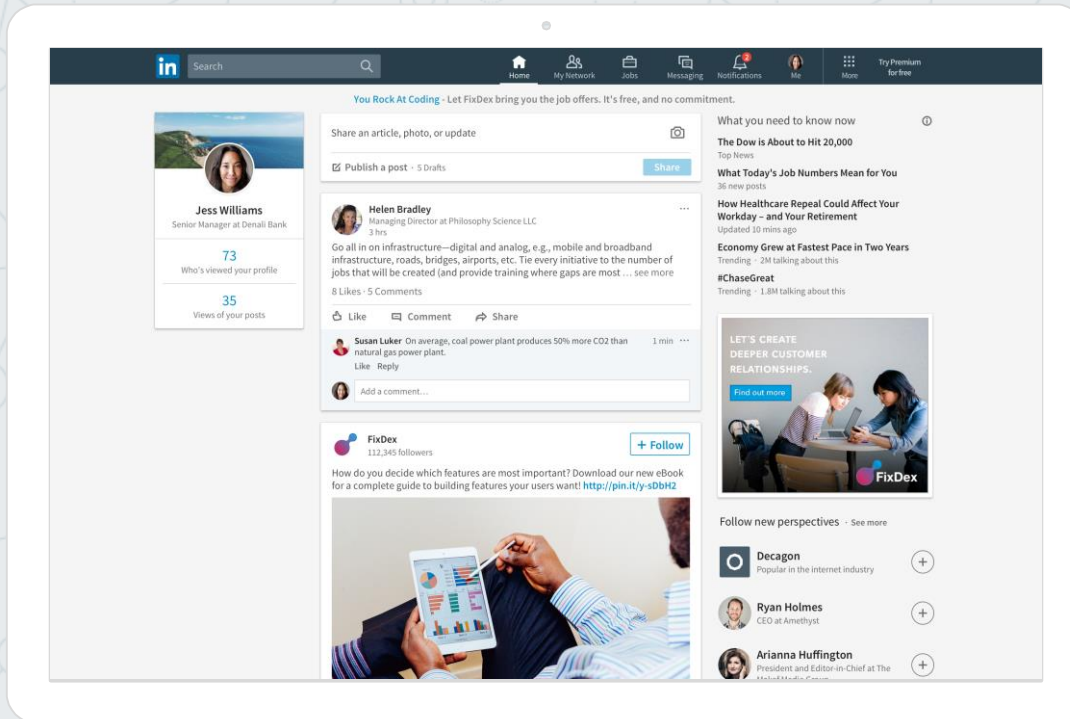 in
Search
Home
My Network
Jobs
Messaging
2
Notifications
Me
More
Try Premium
for free
You Rock At Coding - Let FixDex bring you the job offers. It's free, and no commitment.
Jess Williams
Senior Manager at Denali Bank
73
Who's viewed your profile
35
Views of your posts
Share an article, photo, or update
Publish a post · 5 Drafts
Share
Helen Bradley
Managing Director at Philosophy Science LLC
3 hrs
Go all in on infrastructure—digital and analog, e.g., mobile and broadband
infrastructure, roads, bridges, airports, etc. Tie every initiative to the number of
jobs that will be created (and provide training where gaps are most … see more
8 Likes · 5 Comments
Like Comment Share
Susan Luker On average, coal power plant produces 50% more CO2 than 1 min
natural gas power plant.
Like Reply
Add a comment…
FixDex
112,345 followers
+ Follow
How do you decide which features are most important? Download our new eBook
for a complete guide to building features your users want! http://pin.it/y-sDbH2
What you need to know now
The Dow is About to Hit 20,000
Top News
What Today's Job Numbers Mean for You
36 new posts
How Healthcare Repeal Could Affect Your
Workday – and Your Retirement
Updated 10 mins ago
Economy Grew at Fastest Pace in Two Years
Trending · 2M talking about this
#ChaseGreat
Trending · 1.8M talking about this
LET'S CREATE
DEEPER CUSTOMER
RELATIONSHIPS.
Find out more
FixDex
Follow new perspectives · See more
Decagon
Popular in the internet industry
Ryan Holmes
CEO at Amethyst
Arianna Huffington
President and Editor-in-Chief at The